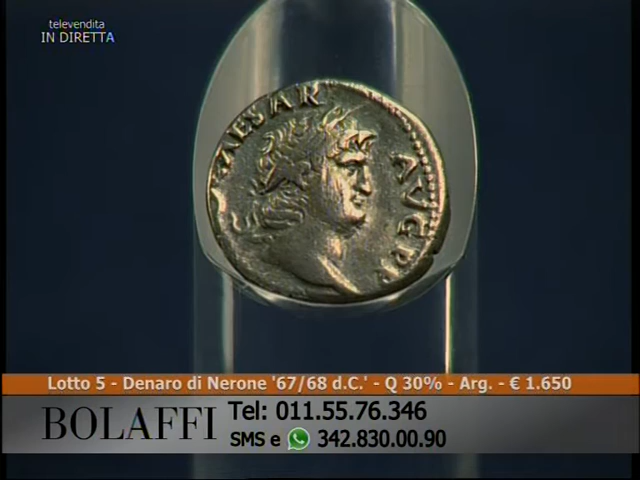 televendita
IN DIRETTA
CAESAR
AVG P P
Lotto 5 - Denaro di Nerone '67/68 d.C.' - Q 30% - Arg. - € 1.650
BOLAFFI
Tel: 011.55.76.346
SMS e 342.830.00.90